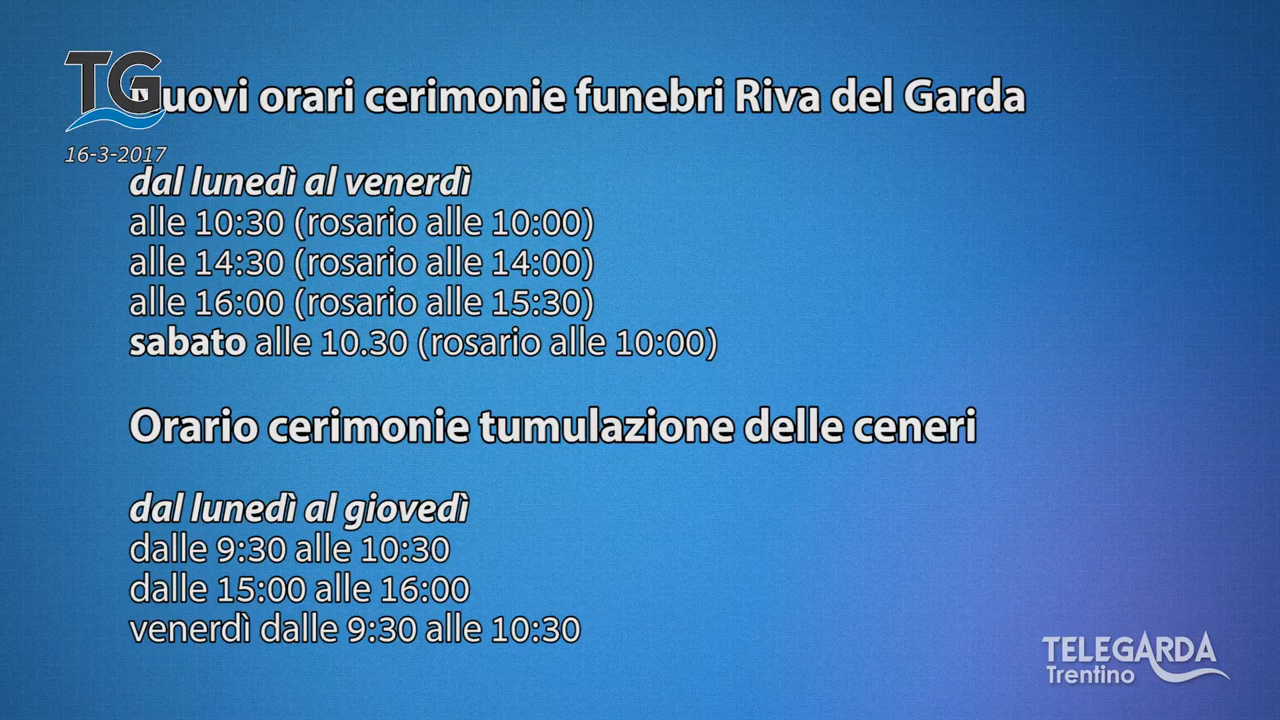 TG
Nuovi orari cerimonie funebri Riva del Garda
16-3-2017
dal lunedì al venerdì
alle 10:30 (rosario alle 10:00)
alle 14:30 (rosario alle 14:00)
alle 16:00 (rosario alle 15:30)
sabato alle 10.30 (rosario alle 10:00)
Orario cerimonie tumulazione delle ceneri
dal lunedì al giovedì
dalle 9:30 alle 10:30
dalle 15:00 alle 16:00
venerdì dalle 9:30 alle 10:30
TELEGARDA
Trentino